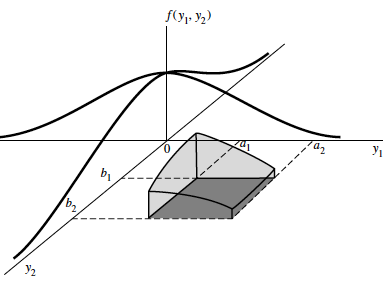 f(y₁, y₂)
0
a₁
a₂
y₁
b₁
b₂
y₂